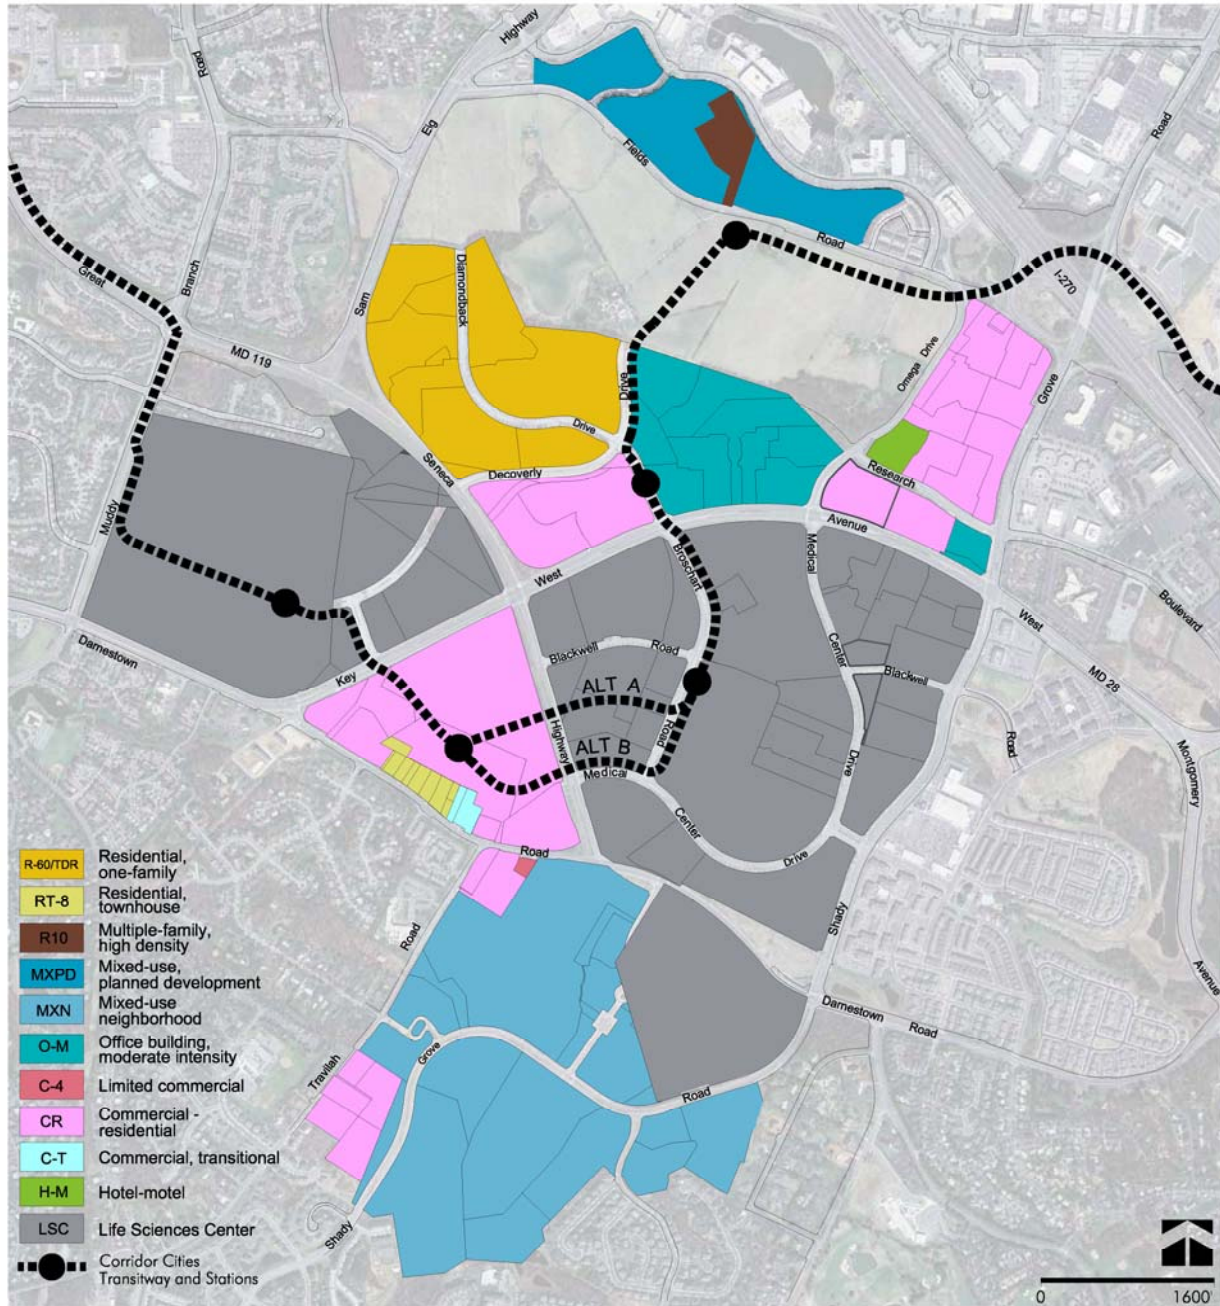 Highway
Road
Elg
Road
Fields
Road
Diamondback
Branch
Great
Sam
I-270
MD 119
Omega Drive
Grove
Drive
Drive
Seneca
Decoverly
Research
Muddy
Avenue
Broschart
Medical
West
Boulevard
West
Darnestown
Blackwell
Road
Center
Blackwell
MD 28
Key
ALT A
Highway
Road
Road
ALT B
Medical
Drive
Montgomery
Center
Drive
Road
Road
Shady
Avenue
Darnestown
Road
Grove
Travilah
Road
Shady
R-60/TDR
Residential,
one-family
RT-8
Residential,
townhouse
R10
Multiple-family,
high density
MXPD
Mixed-use,
planned development
MXN
Mixed-use
neighborhood
O-M
Office building,
moderate intensity
C-4
Limited commercial
CR
Commercial -
residential
C-T
Commercial, transitional
H-M
Hotel-motel
LSC
Life Sciences Center
Corridor Cities
Transitway and Stations
0
1600'